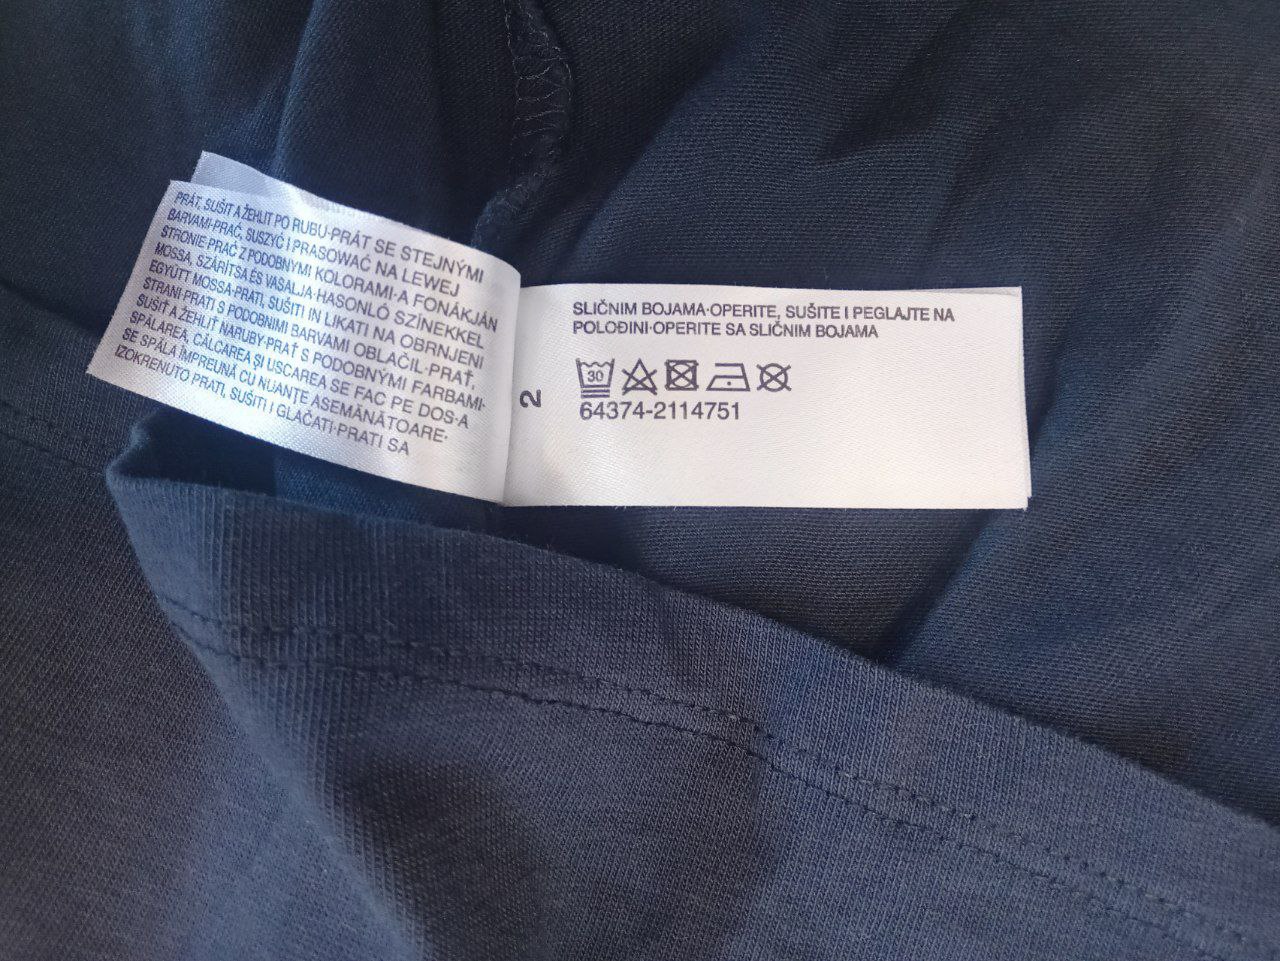 PRÁT, SUŠIT A ŽEHLIT PO RUBU·PRÁT SE STEJNÝMI
BARVAMI·PRAĆ, SUSZYĆ I PRASOWAĆ NA LEWEJ
STRONIE PRAĆ Z PODOBNYMI KOLORAMI·A FONÁKJÁN
MOSSA, SZÁRÍTSA ÉS VASALJA·HASONLÓ SZÍNEKKEL
EGYÜTT MOSSA·PRATI, SUŠITI IN LIKATI NA OBRNJENI
STRANI·PRATI S PODOBNIMI BARVAMI OBLAČIL·PRAŤ,
SUŠIŤ A ŽEHLIŤ NARUBY·PRAŤ S PODOBNÝMI FARBAMI·
SPĂLAREA, CĂLCAREA ȘI USCAREA SE FAC PE DOS·A
SE SPĂLA ÎMPREUNĂ CU NUANȚE ASEMĂNĂTOARE·
IZOKRENUTO PRATI, SUŠITI I GLAČATI·PRATI SA
2
SLIČNIM BOJAMA·OPERITE, SUŠITE I PEGLAJTE NA
POLOĐINI·OPERITE SA SLIČNIM BOJAMA
30
64374-2114751